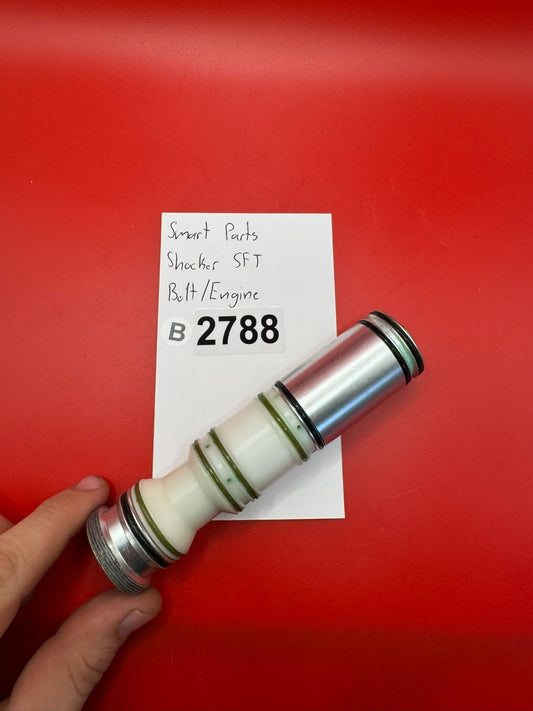 Smart Parts
Shocker SFT
Bolt/Engine
B 2788